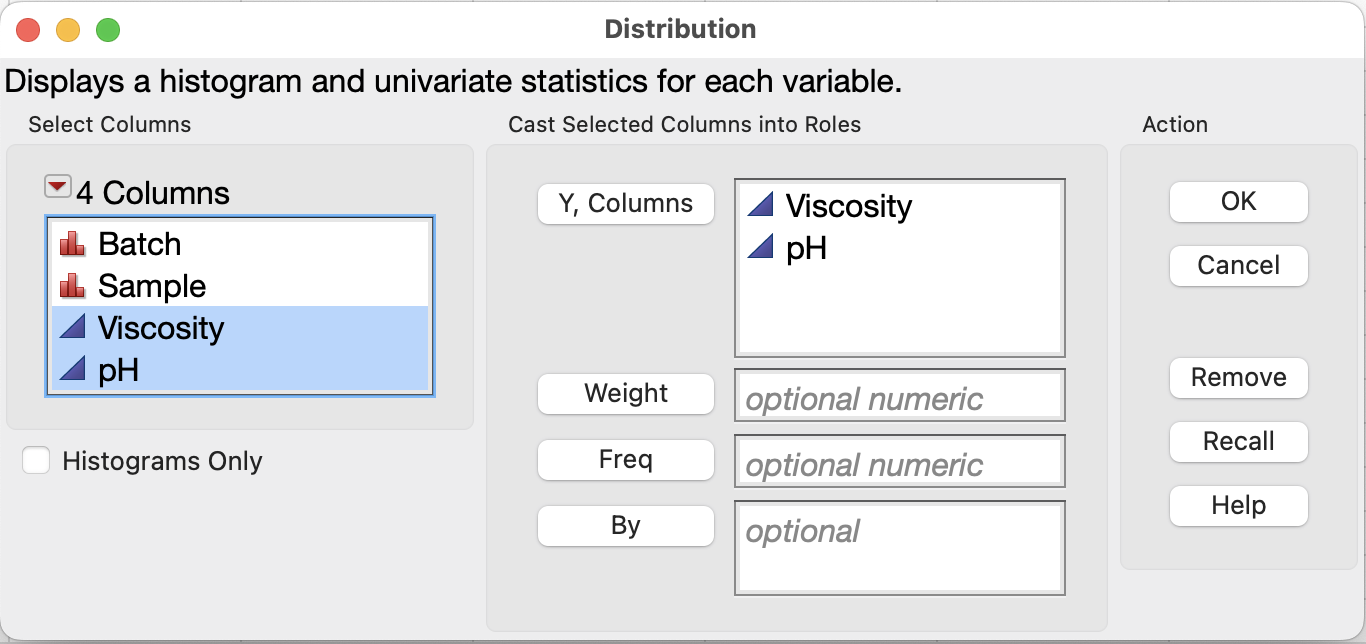 Distribution
Displays a histogram and univariate statistics for each variable.
Select Columns
4 Columns
Batch
Sample
Viscosity
pH
Histograms Only
Cast Selected Columns into Roles
Y, Columns
Viscosity
pH
Weight
optional numeric
Freq
optional numeric
By
optional
Action
OK
Cancel
Remove
Recall
Help